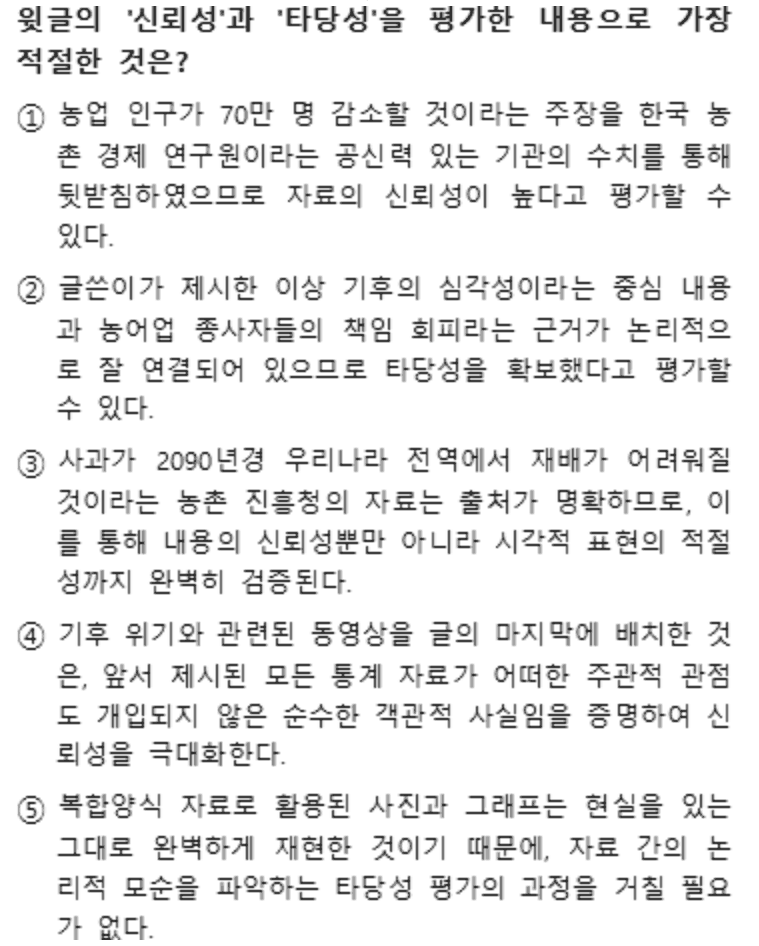 윗글의 '신뢰성'과 '타당성'을 평가한 내용으로 가장
적절한 것은?
① 농업 인구가 70만 명 감소할 것이라는 주장을 한국 농
촌 경제 연구원이라는 공신력 있는 기관의 수치를 통해
뒷받침하였으므로 자료의 신뢰성이 높다고 평가할 수
있다.
② 글쓴이가 제시한 이상 기후의 심각성이라는 중심 내용
과 농어업 종사자들의 책임 회피라는 근거가 논리적으
로 잘 연결되어 있으므로 타당성을 확보했다고 평가할
수 있다.
③ 사과가 2090년경 우리나라 전역에서 재배가 어려워질
것이라는 농촌 진흥청의 자료는 출처가 명확하므로, 이
를 통해 내용의 신뢰성뿐만 아니라 시각적 표현의 적절
성까지 완벽히 검증된다.
④ 기후 위기와 관련된 동영상을 글의 마지막에 배치한 것
은, 앞서 제시된 모든 통계 자료가 어떠한 주관적 관점
도 개입되지 않은 순수한 객관적 사실임을 증명하여 신
뢰성을 극대화한다.
⑤ 복합양식 자료로 활용된 사진과 그래프는 현실을 있는
그대로 완벽하게 재현한 것이기 때문에, 자료 간의 논
리적 모순을 파악하는 타당성 평가의 과정을 거칠 필요
가 없다.